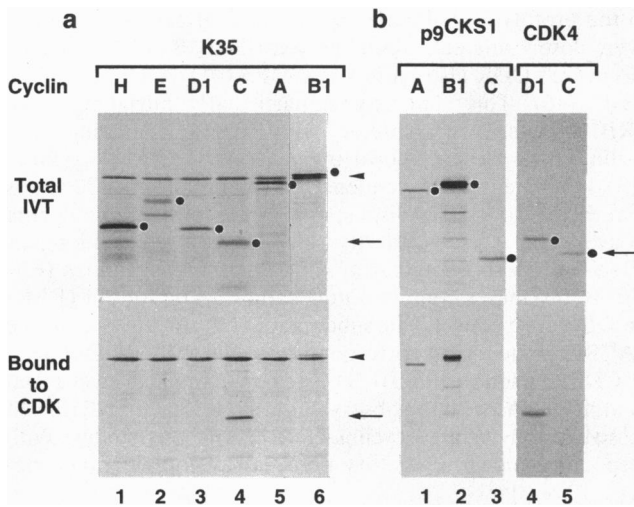 a
b
K35
p9CKS1
CDK4
Cyclin
H E D1 C A B1
A B1 C
D1 C
Total
IVT
Bound
to
CDK
1 2 3 4 5 6
1 2 3 4 5